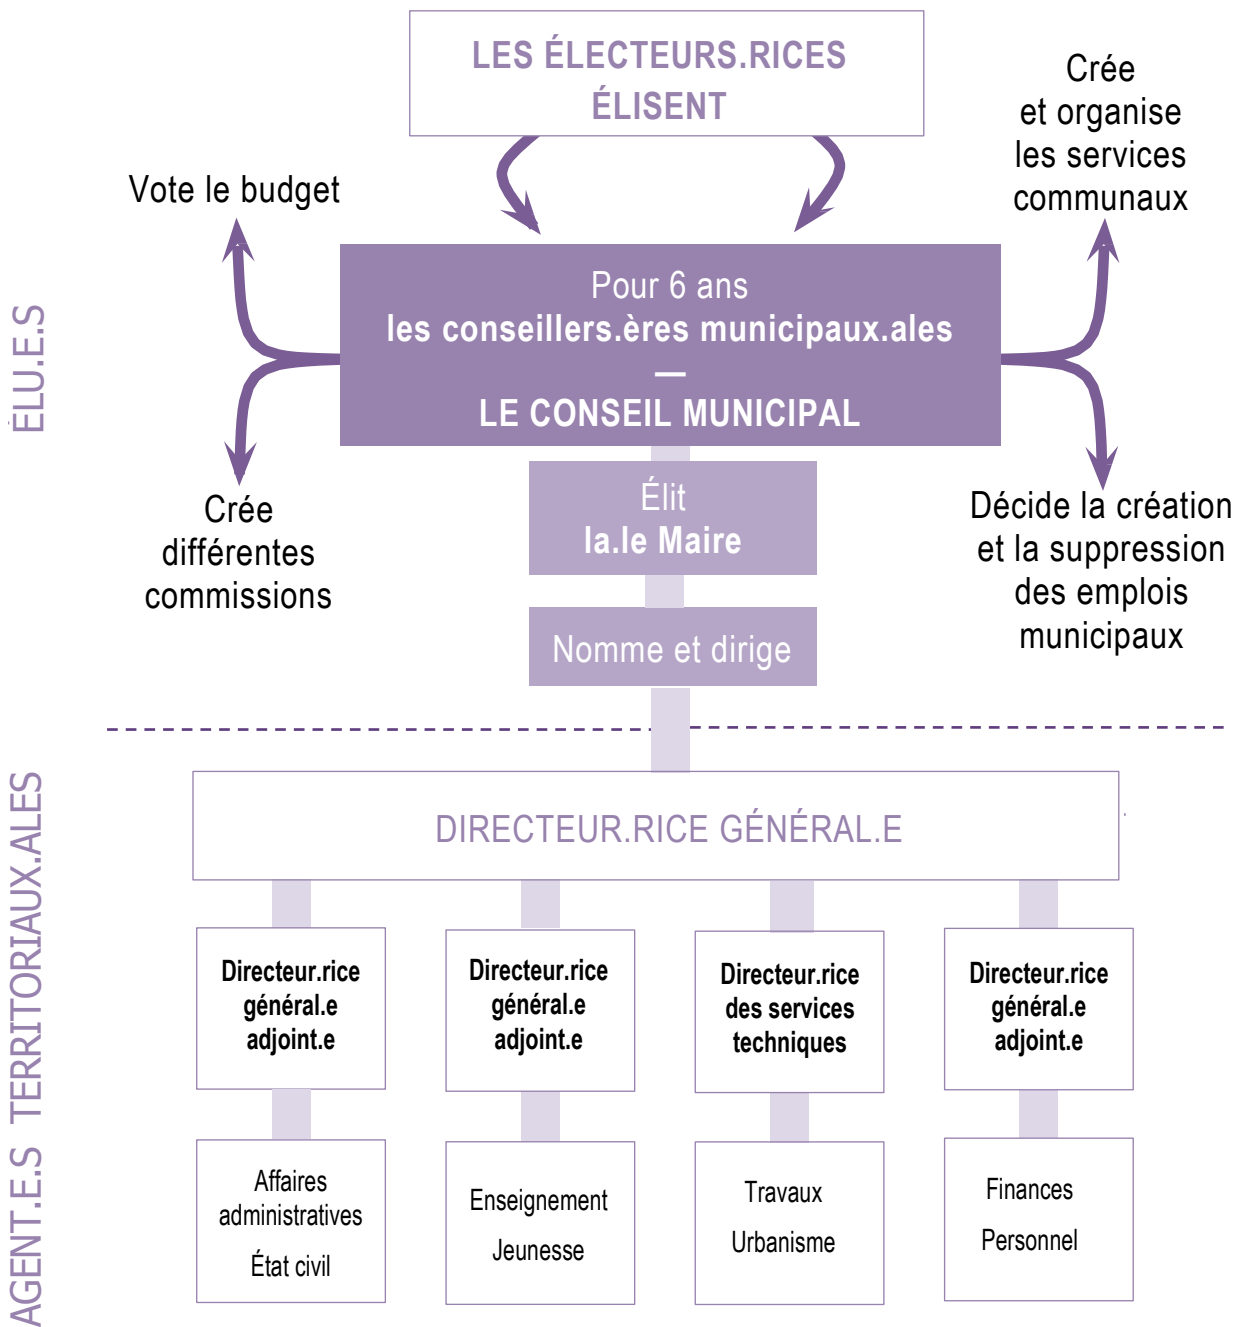 LES ÉLECTEURS.RICES
ÉLISENT
Vote le budget
Crée
et organise
les services
communaux
ÉLU.E.S
Pour 6 ans
les conseillers.ères municipaux.ales
—
LE CONSEIL MUNICIPAL
Crée
différentes
commissions
Élit
la.le Maire
Décide la création
et la suppression
des emplois
municipaux
Nomme et dirige
AGENT.E.S TERRITORIAUX.ALES
DIRECTEUR.RICE GÉNÉRAL.E
Directeur.rice
général.e
adjoint.e
Directeur.rice
général.e
adjoint.e
Directeur.rice
des services
techniques
Directeur.rice
général.e
adjoint.e
Affaires
administratives
État civil
Enseignement
Jeunesse
Travaux
Urbanisme
Finances
Personnel